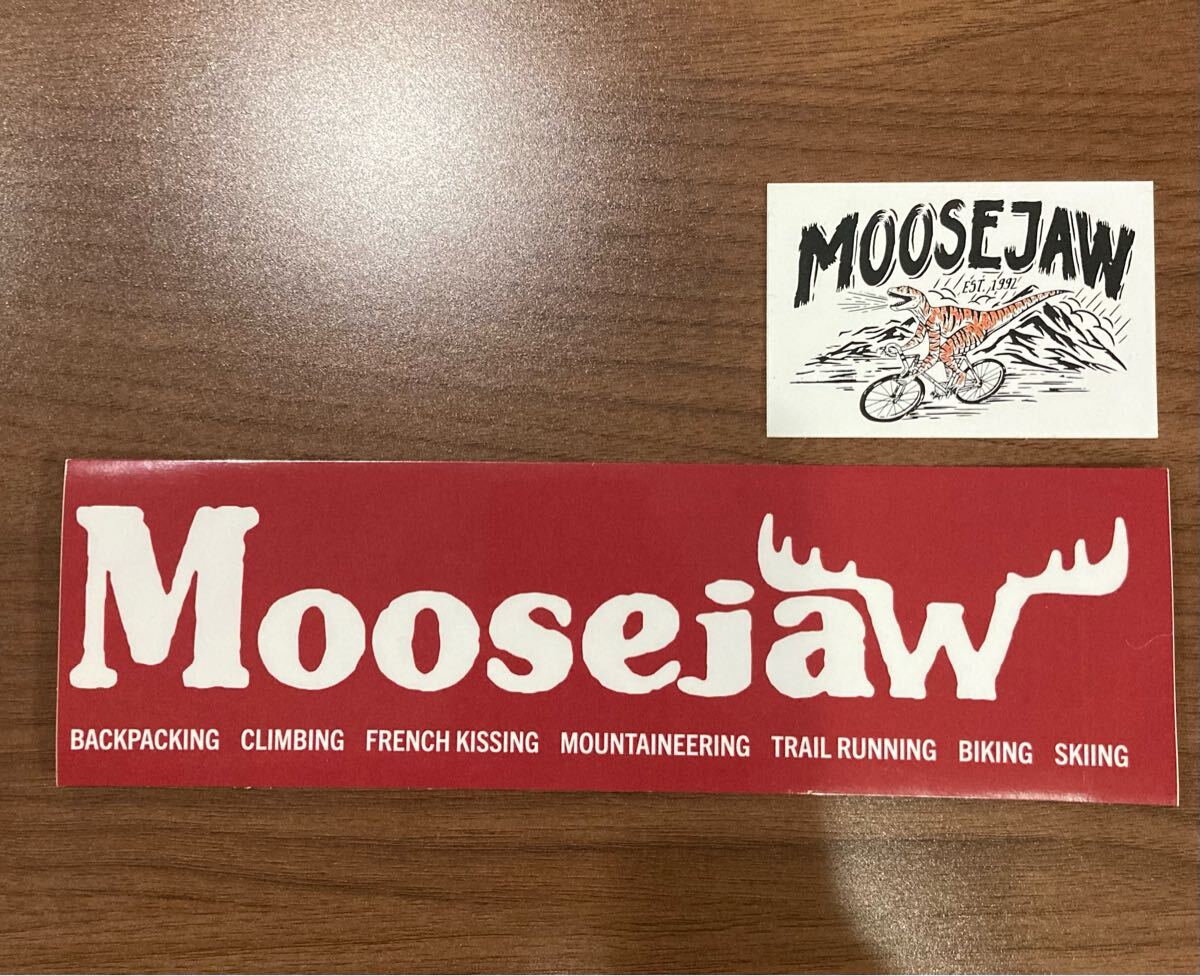 MOOSEJAW
EST. 1992
Moosejaw
BACKPACKING CLIMBING FRENCH KISSING MOUNTAINEERING TRAIL RUNNING BIKING SKIING